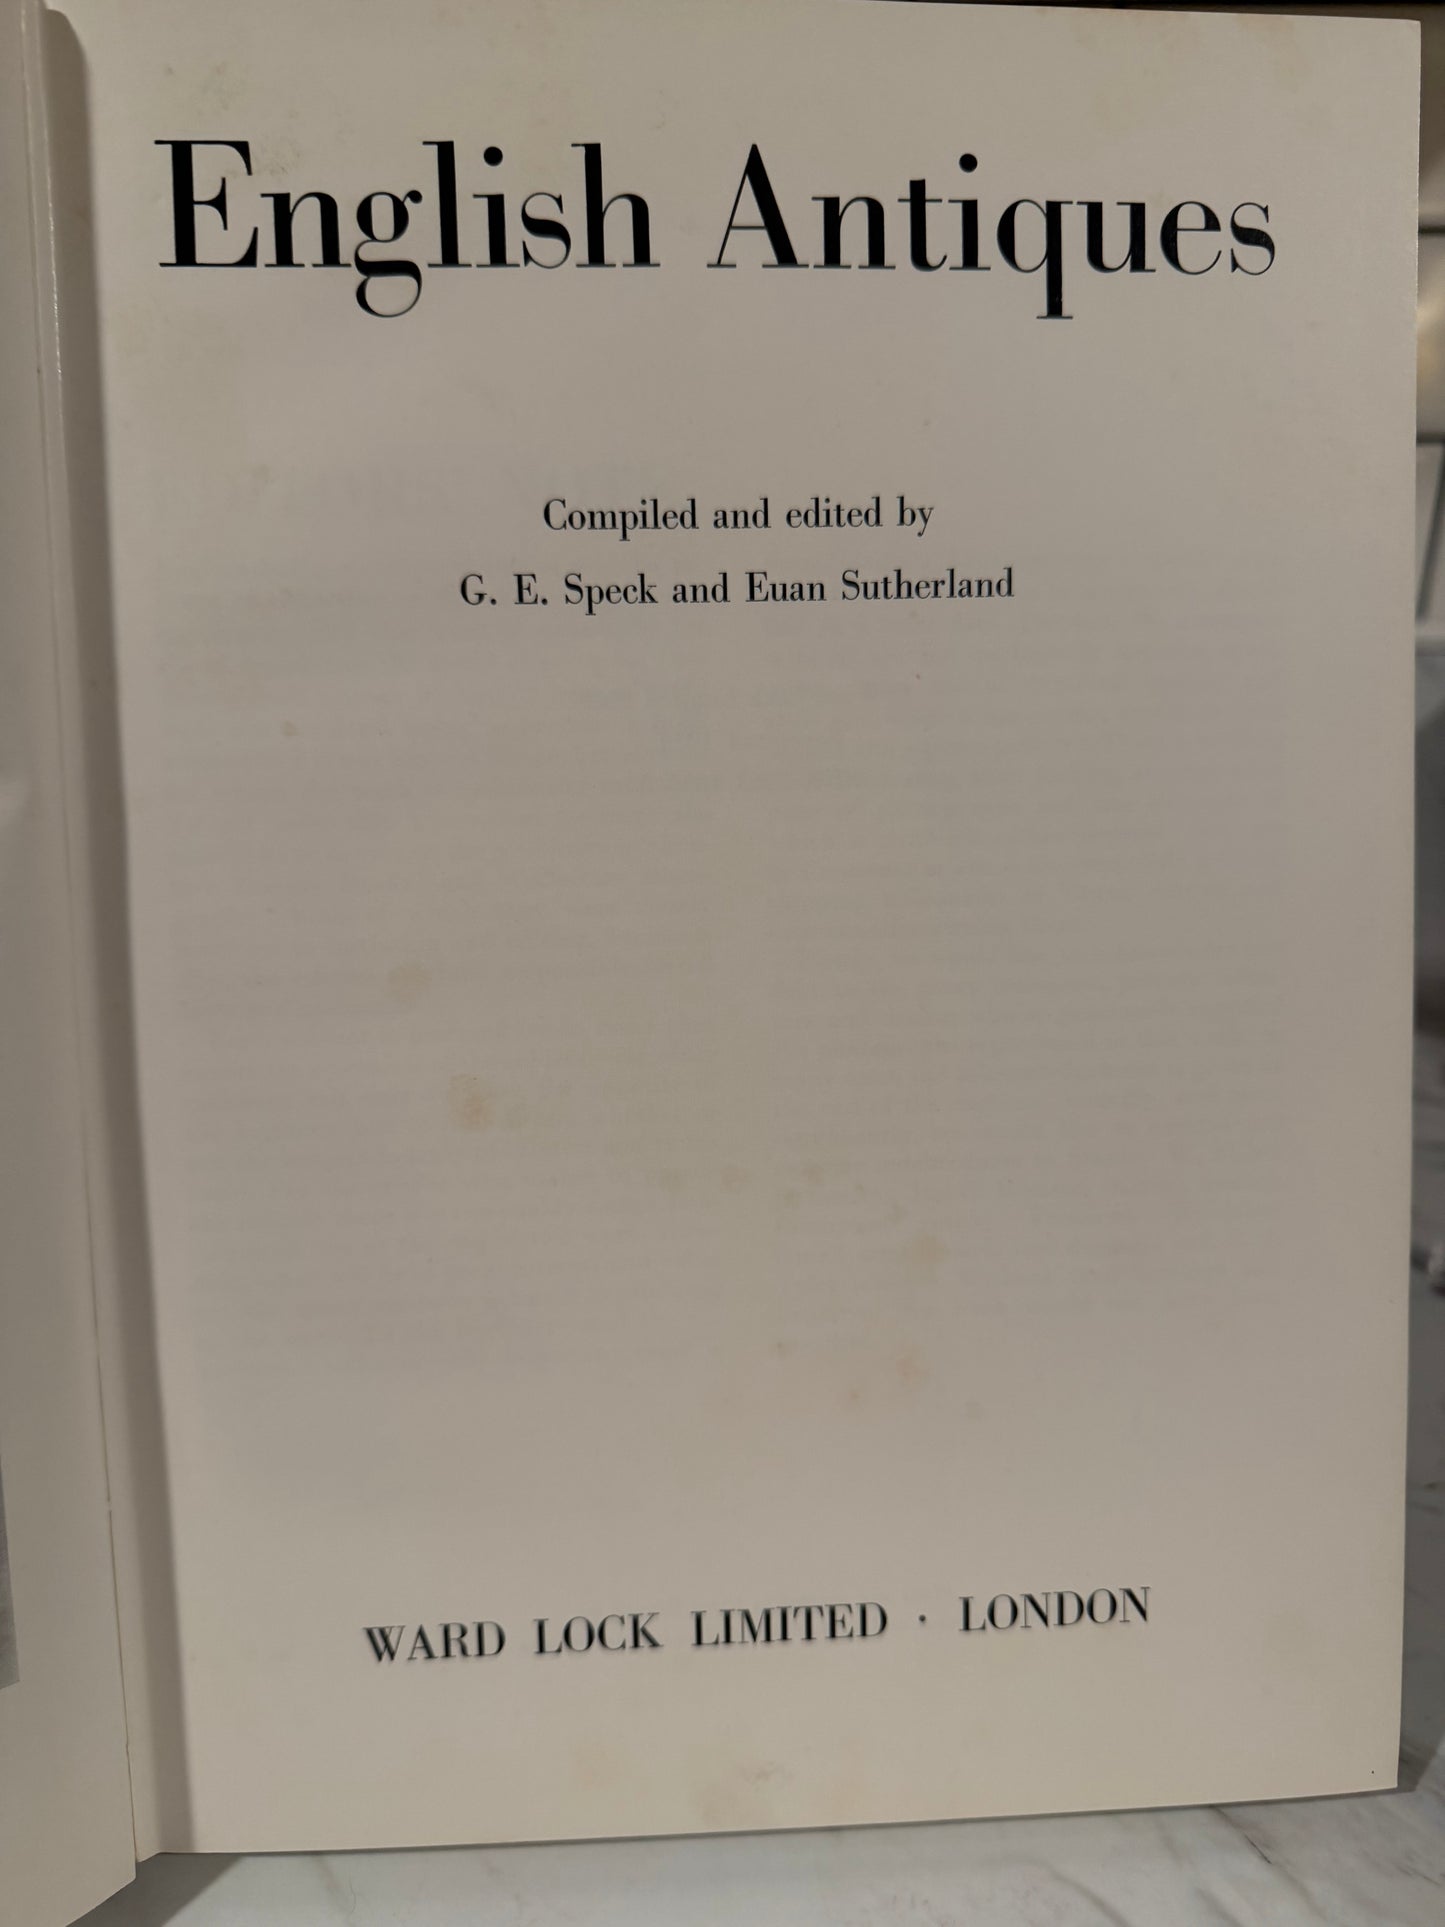 English Antiques
Compiled and edited by
G. E. Speck and Euan Sutherland
WARD LOCK LIMITED · LONDON